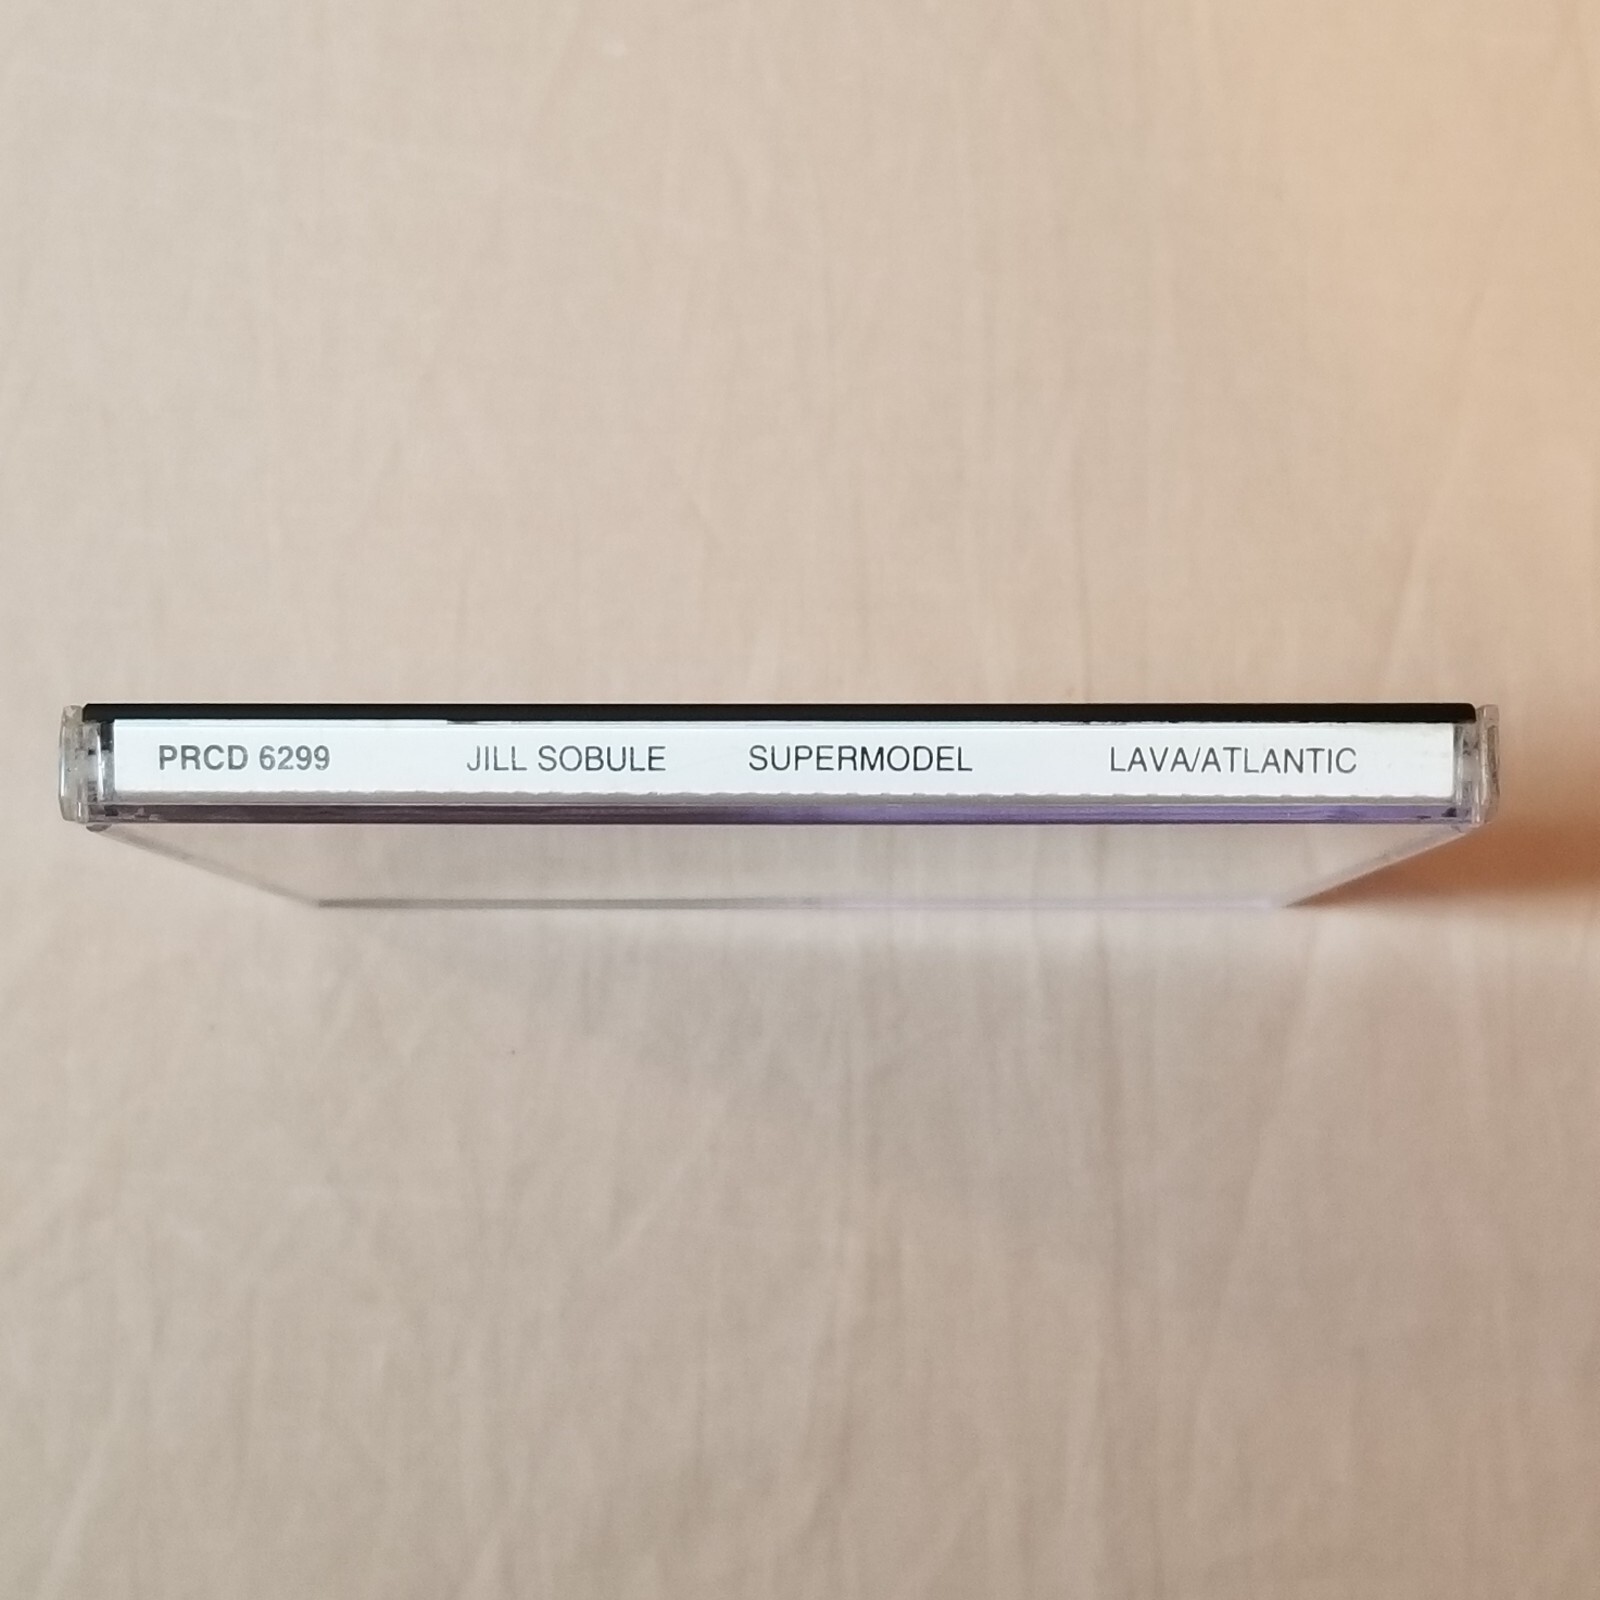 PRCD 6299 JILL SOBULE SUPERMODEL LAVA/ATLANTIC